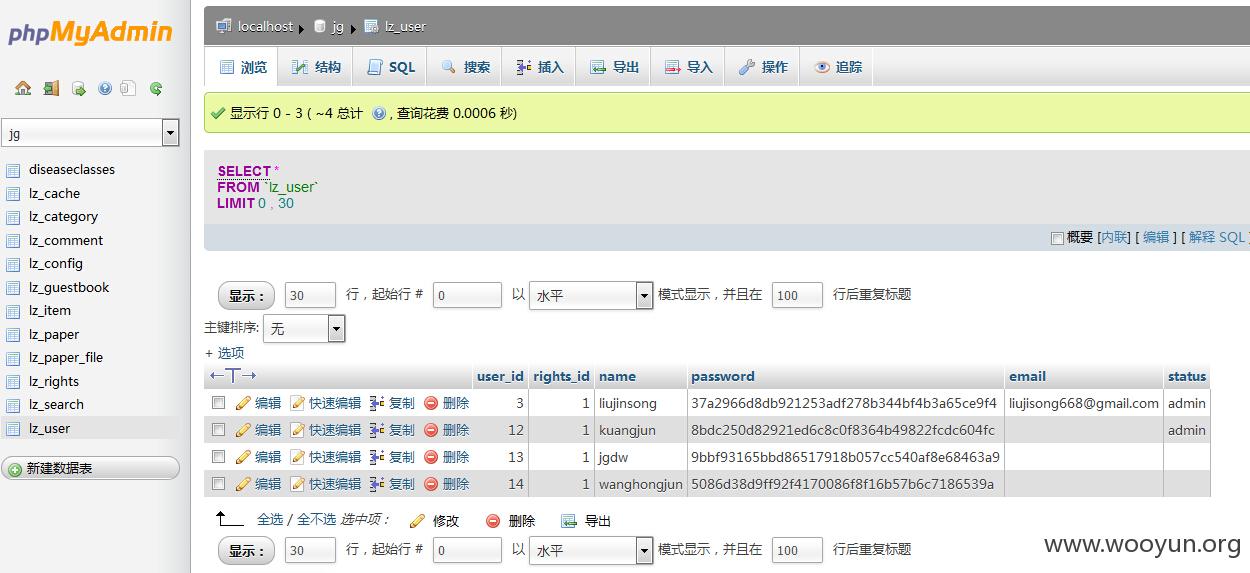 phpMyAdmin
localhost jg lz_user
浏览 结构 SQL 搜索 插入 导出 导入 操作 追踪
显示行 0 - 3 ( ~4 总计 , 查询花费 0.0006 秒)
jg
diseaseclasses
lz_cache
lz_category
lz_comment
lz_config
lz_guestbook
lz_item
lz_paper
lz_paper_file
lz_rights
lz_search
lz_user
新建数据表
SELECT *
FROM `lz_user`
LIMIT 0 , 30
概要 [内联] [ 编辑 ] [ 解释 SQL ]
显示 : 30 行 , 起始行 # 0 以 水平 模式显示 , 并且在 100 行后重复标题
主键排序: 无
+ 选项
←T→ user_id rights_id name password email status
编辑 快速编辑 复制 删除 3 1 liujinsong 37a2966d8db921253adf278b344bf4b3a65ce9f4 liujisong668@gmail.com admin
编辑 快速编辑 复制 删除 12 1 kuangjun 8bdc250d82921ed6c8c0f8364b49822fcdc604fc admin
编辑 快速编辑 复制 删除 13 1 jgdw 9bbf93165bbd86517918b057cc540af8e68463a9
编辑 快速编辑 复制 删除 14 1 wanghongjun 5086d38d9ff92f4170086f8f16b57b6c7186539a
全选 / 全不选 选中项 : 修改 删除 导出
显示 : 30 行 , 起始行 # 0 以 水平 模式显示 , 并且在 100 行后重复标题
www.wooyun.org